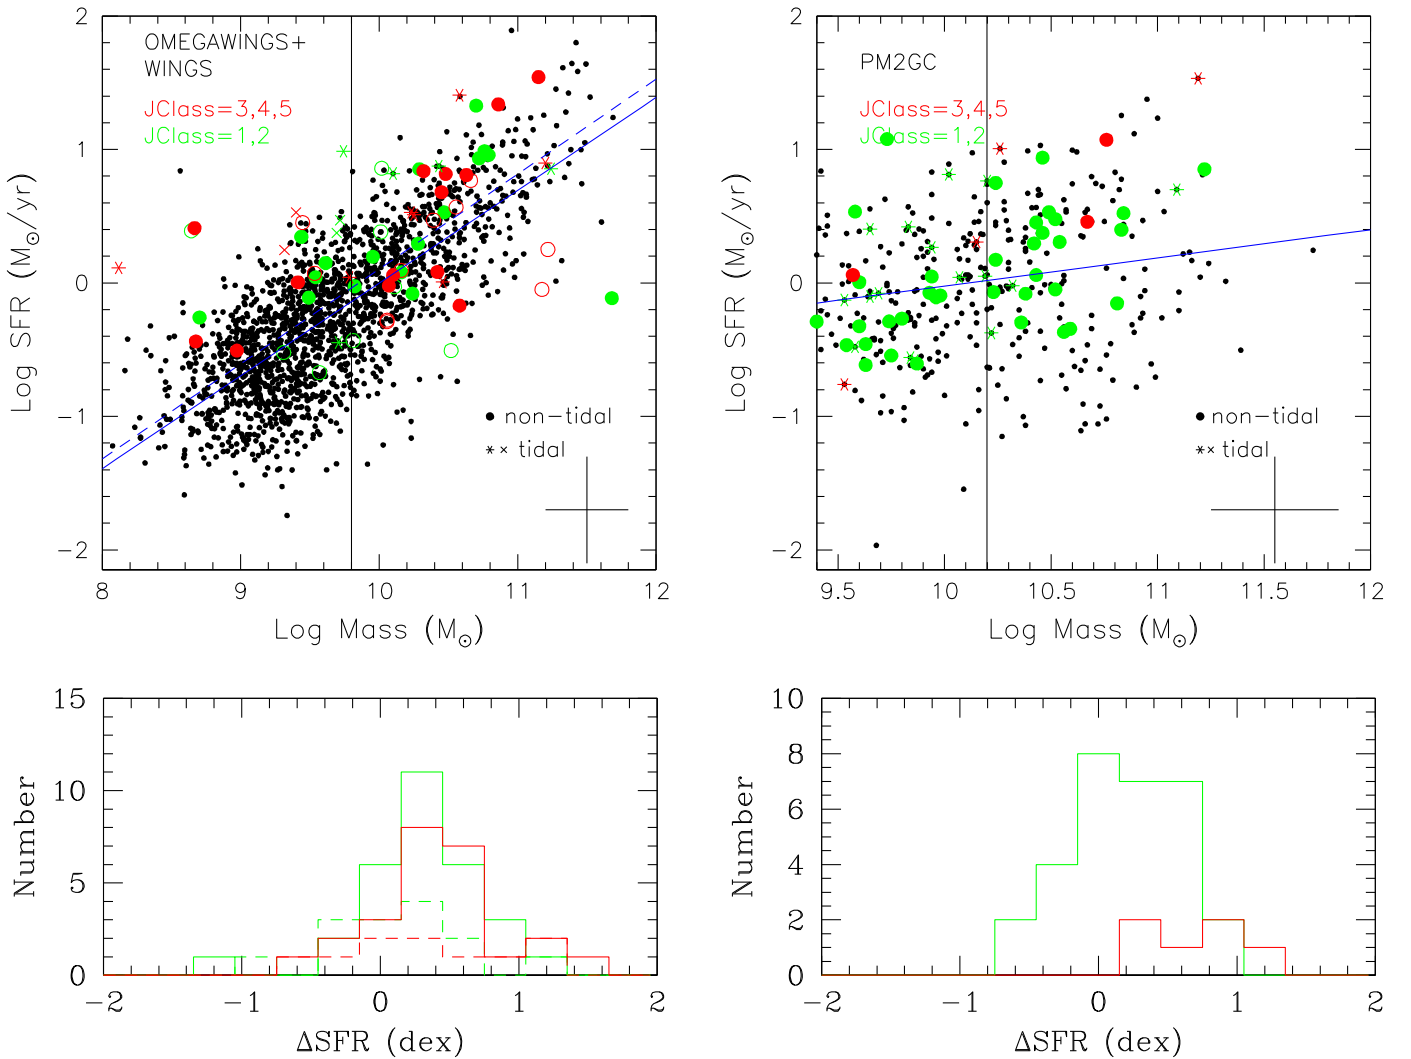 OMEGAWINGS+
WINGS
JClass=3,4,5
JClass=1,2
non-tidal
tidal
2
1
0
−1
−2
8
9
10
11
12
Log SFR (M⊙/yr)
Log Mass (M⊙)
PM2GC
JClass=3,4,5
JClass=1,2
non-tidal
tidal
2
1
0
−1
−2
9.5
10
10.5
11
11.5
12
Log SFR (M⊙/yr)
Log Mass (M⊙)
15
10
5
0
−2
−1
0
1
2
Number
ΔSFR (dex)
10
8
6
4
2
0
−2
−1
0
1
2
Number
ΔSFR (dex)